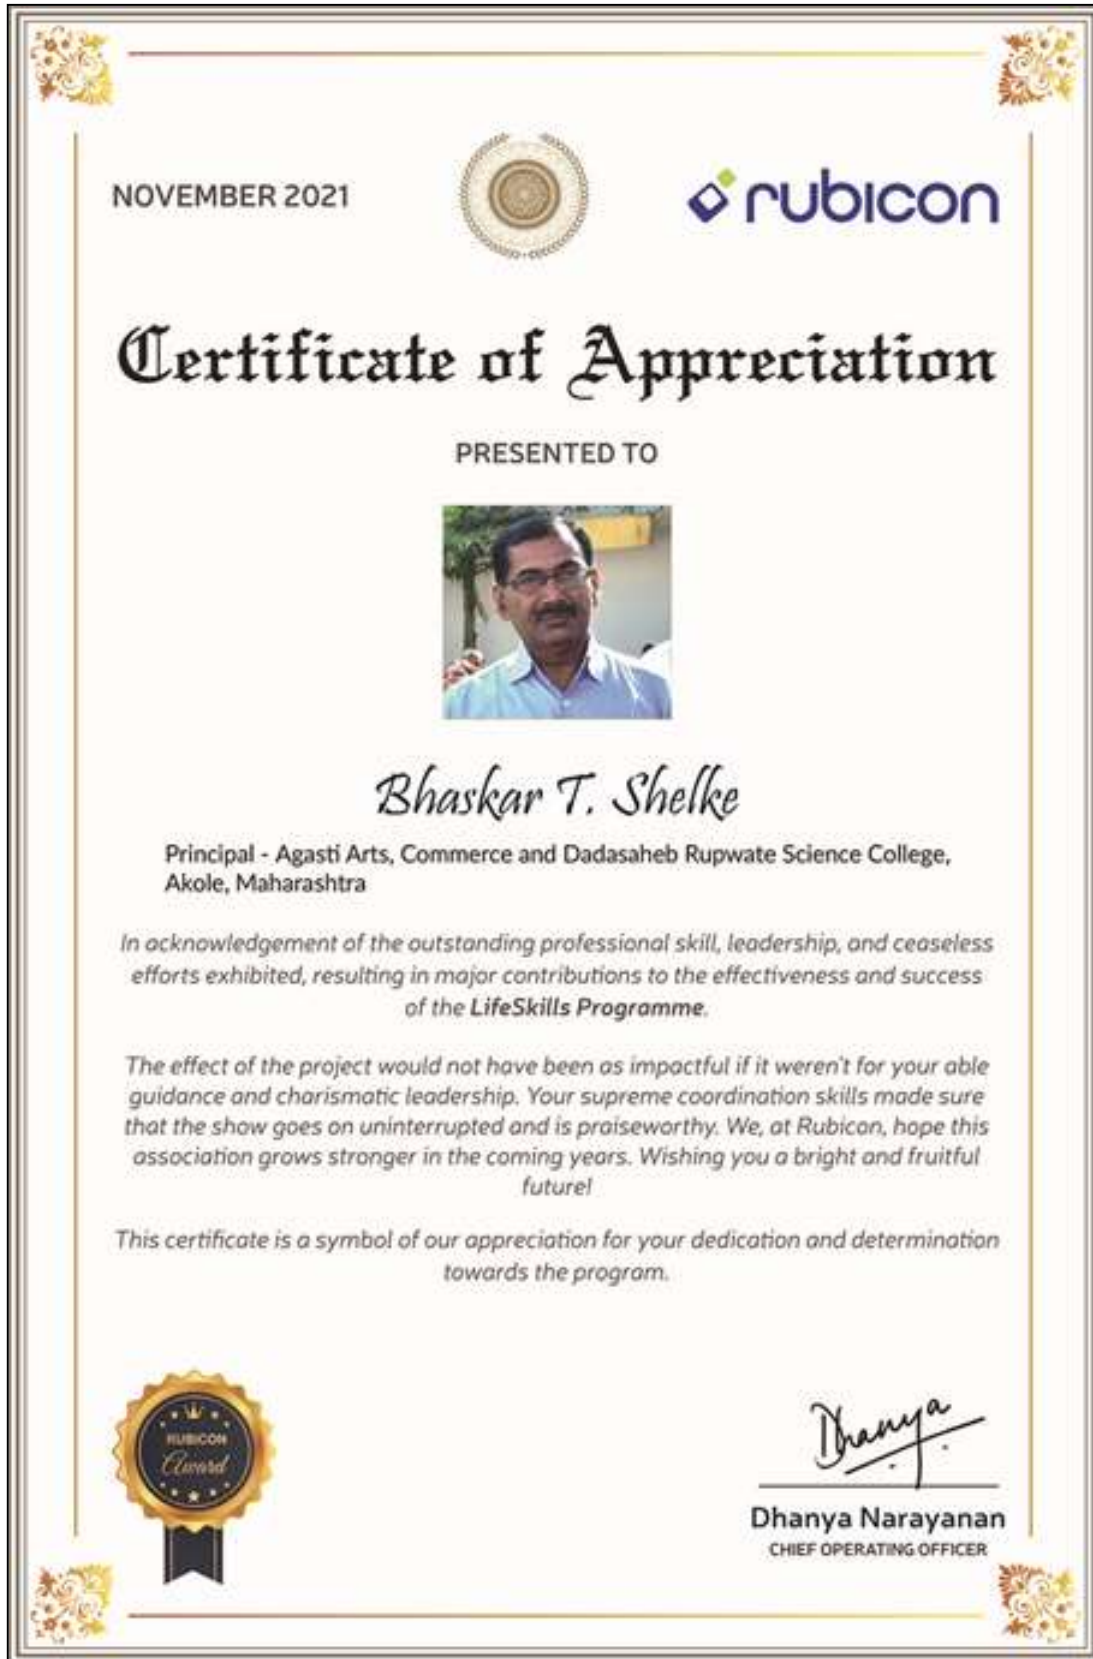 NOVEMBER 2021
rubicon
Certificate of Appreciation
PRESENTED TO
Bhaskar T. Shelke
Principal - Agasti Arts, Commerce and Dadasaheb Rupwate Science College,
Akole, Maharashtra
In acknowledgement of the outstanding professional skill, leadership, and ceaseless
efforts exhibited, resulting in major contributions to the effectiveness and success
of the LifeSkills Programme.
The effect of the project would not have been as impactful if it weren't for your able
guidance and charismatic leadership. Your supreme coordination skills made sure
that the show goes on uninterrupted and is praiseworthy. We, at Rubicon, hope this
association grows stronger in the coming years. Wishing you a bright and fruitful
future!
This certificate is a symbol of our appreciation for your dedication and determination
towards the program.
RUBICON
Award
Dhanya
Dhanya Narayanan
CHIEF OPERATING OFFICER